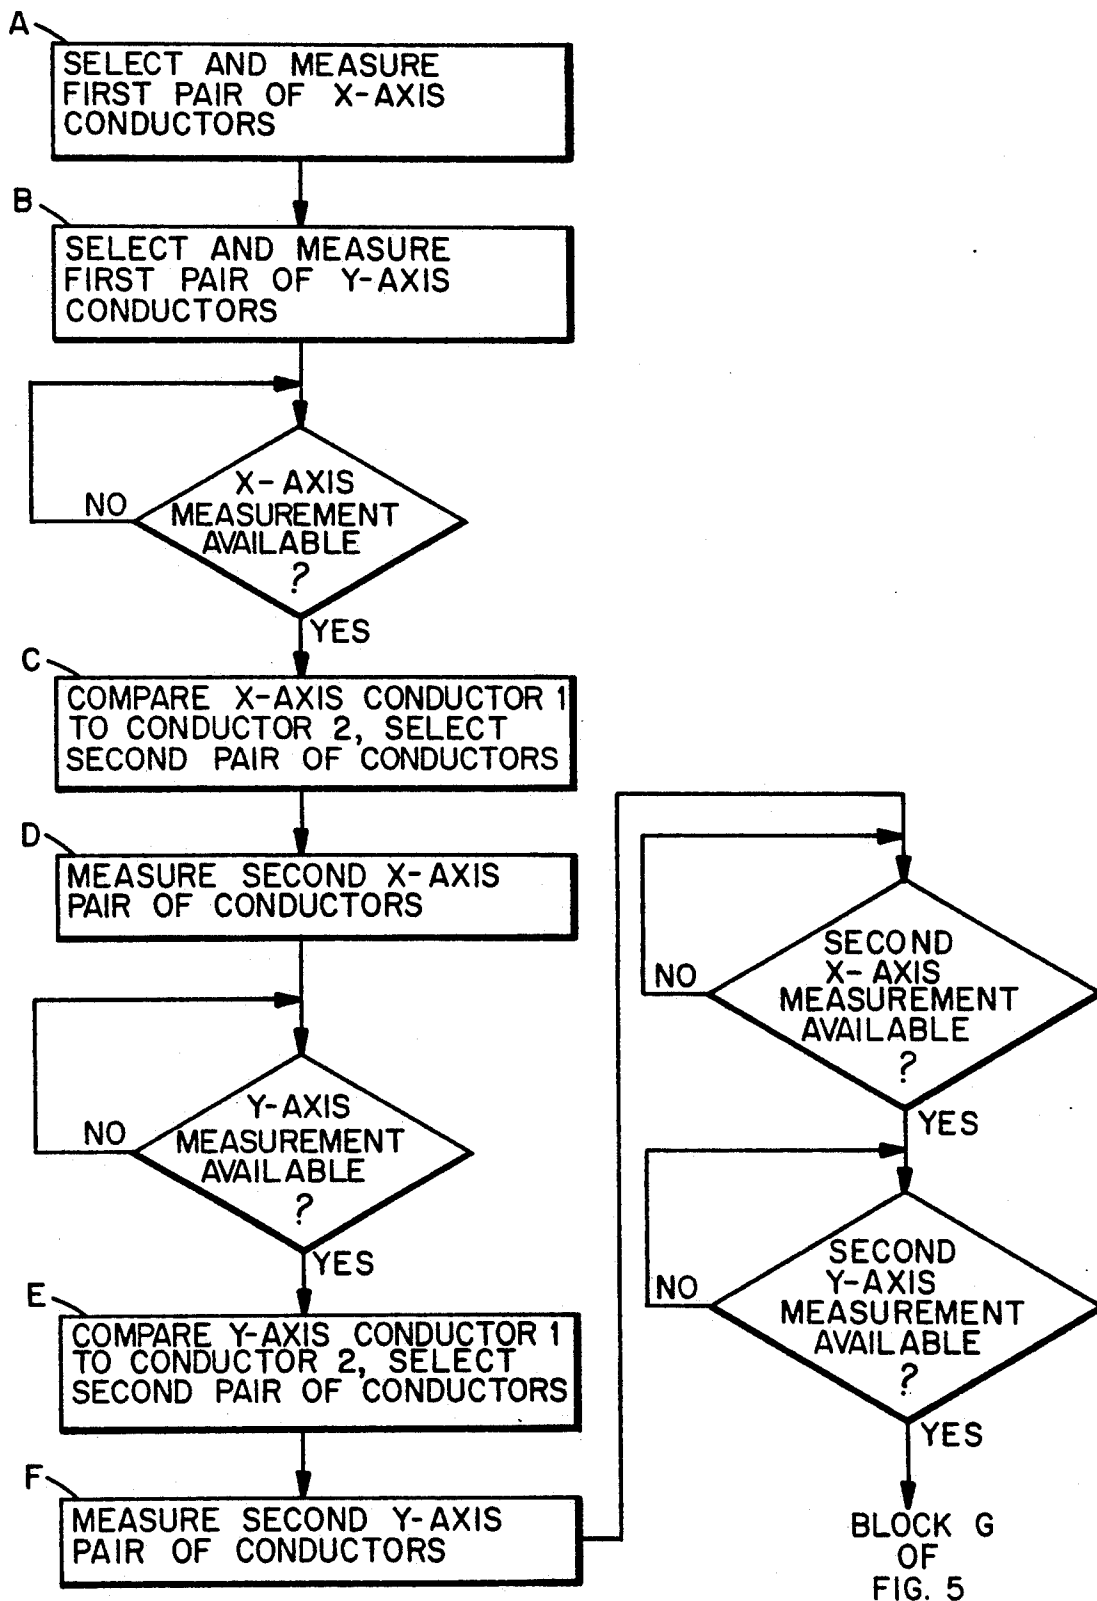 A
SELECT AND MEASURE
FIRST PAIR OF X-AXIS
CONDUCTORS
B
SELECT AND MEASURE
FIRST PAIR OF Y-AXIS
CONDUCTORS
X-AXIS
MEASUREMENT
AVAILABLE
?
NO
YES
C
COMPARE X-AXIS CONDUCTOR 1
TO CONDUCTOR 2, SELECT
SECOND PAIR OF CONDUCTORS
D
MEASURE SECOND X-AXIS
PAIR OF CONDUCTORS
Y-AXIS
MEASUREMENT
AVAILABLE
?
NO
YES
E
COMPARE Y-AXIS CONDUCTOR 1
TO CONDUCTOR 2, SELECT
SECOND PAIR OF CONDUCTORS
F
MEASURE SECOND Y-AXIS
PAIR OF CONDUCTORS
SECOND
X-AXIS
MEASUREMENT
AVAILABLE
?
NO
YES
SECOND
Y-AXIS
MEASUREMENT
AVAILABLE
?
NO
YES
BLOCK G
OF
FIG. 5